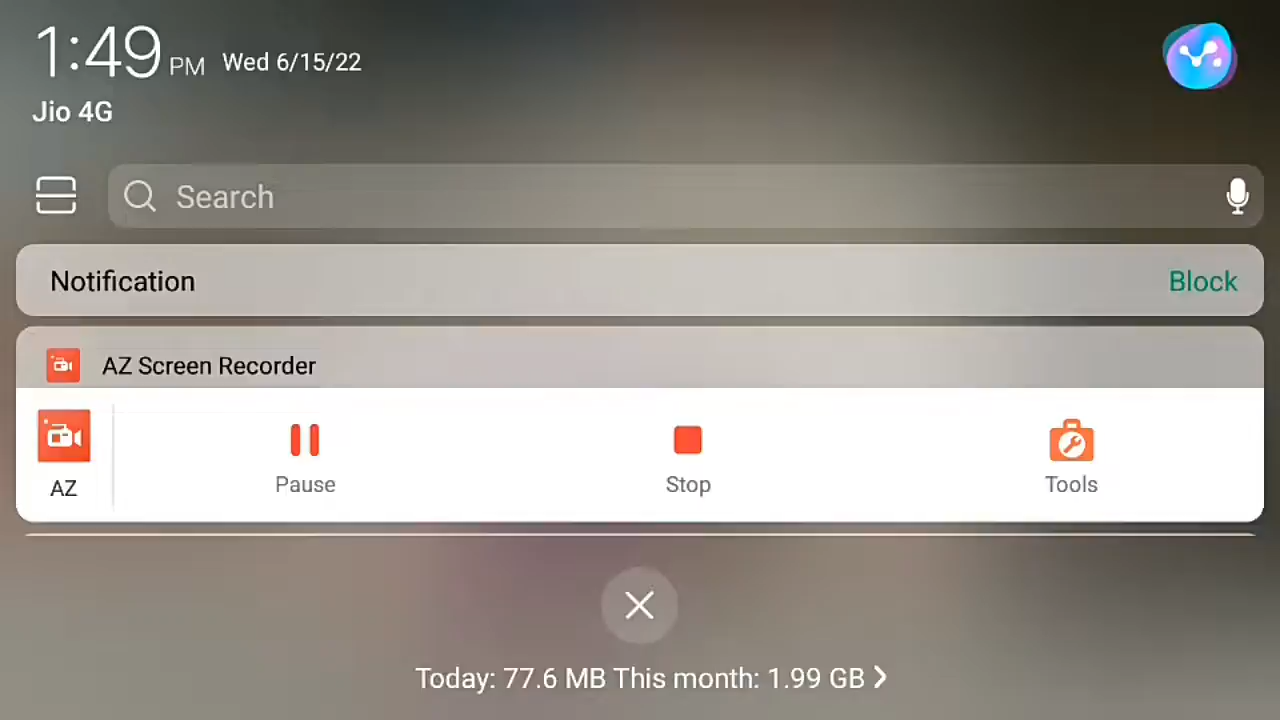 1:49 PM Wed 6/15/22
Jio 4G
Search
Notification Block
AZ Screen Recorder
AZ Pause Stop Tools
Today: 77.6 MB This month: 1.99 GB